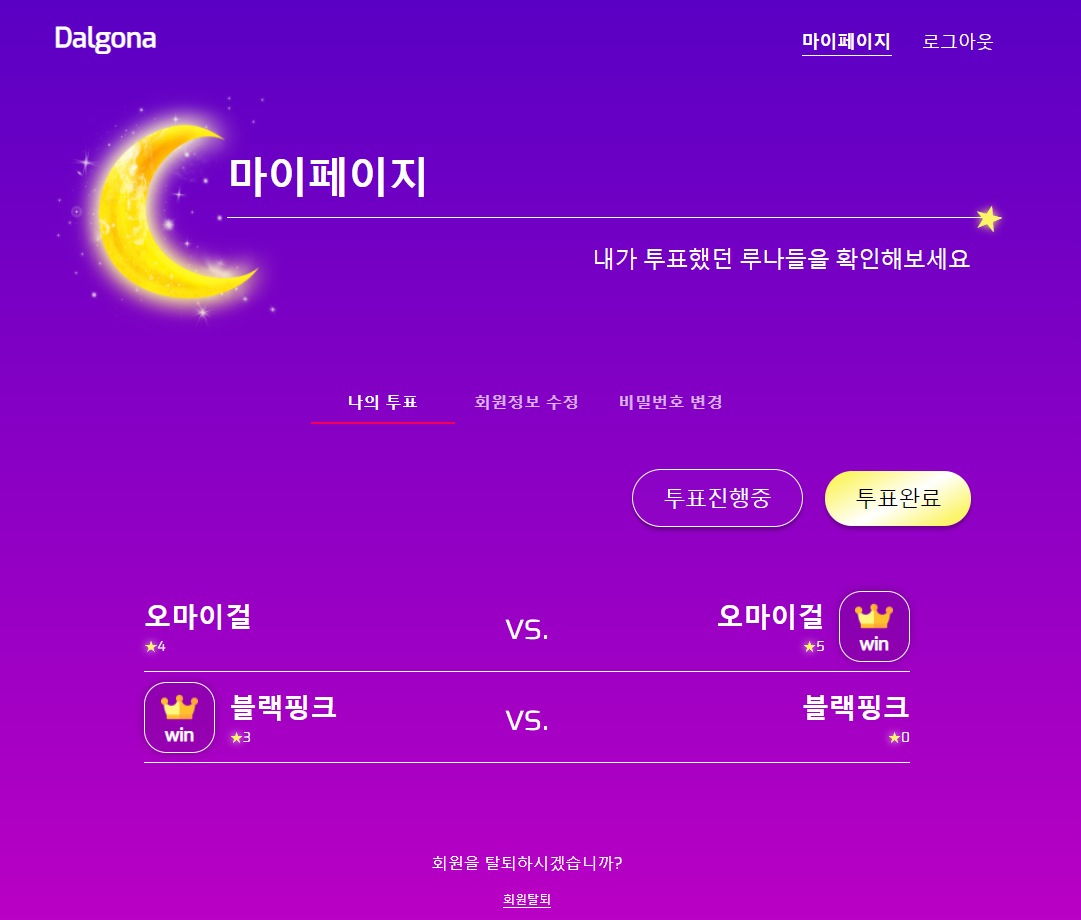 Dalgona
마이페이지 로그아웃
마이페이지
내가 투표했던 루나들을 확인해보세요
나의 투표 회원정보 수정 비밀번호 변경
투표진행중 투표완료
오마이걸 VS. 오마이걸
★4 ★5 win
블랙핑크 VS. 블랙핑크
win ★3 ★0
회원을 탈퇴하시겠습니까?
회원탈퇴